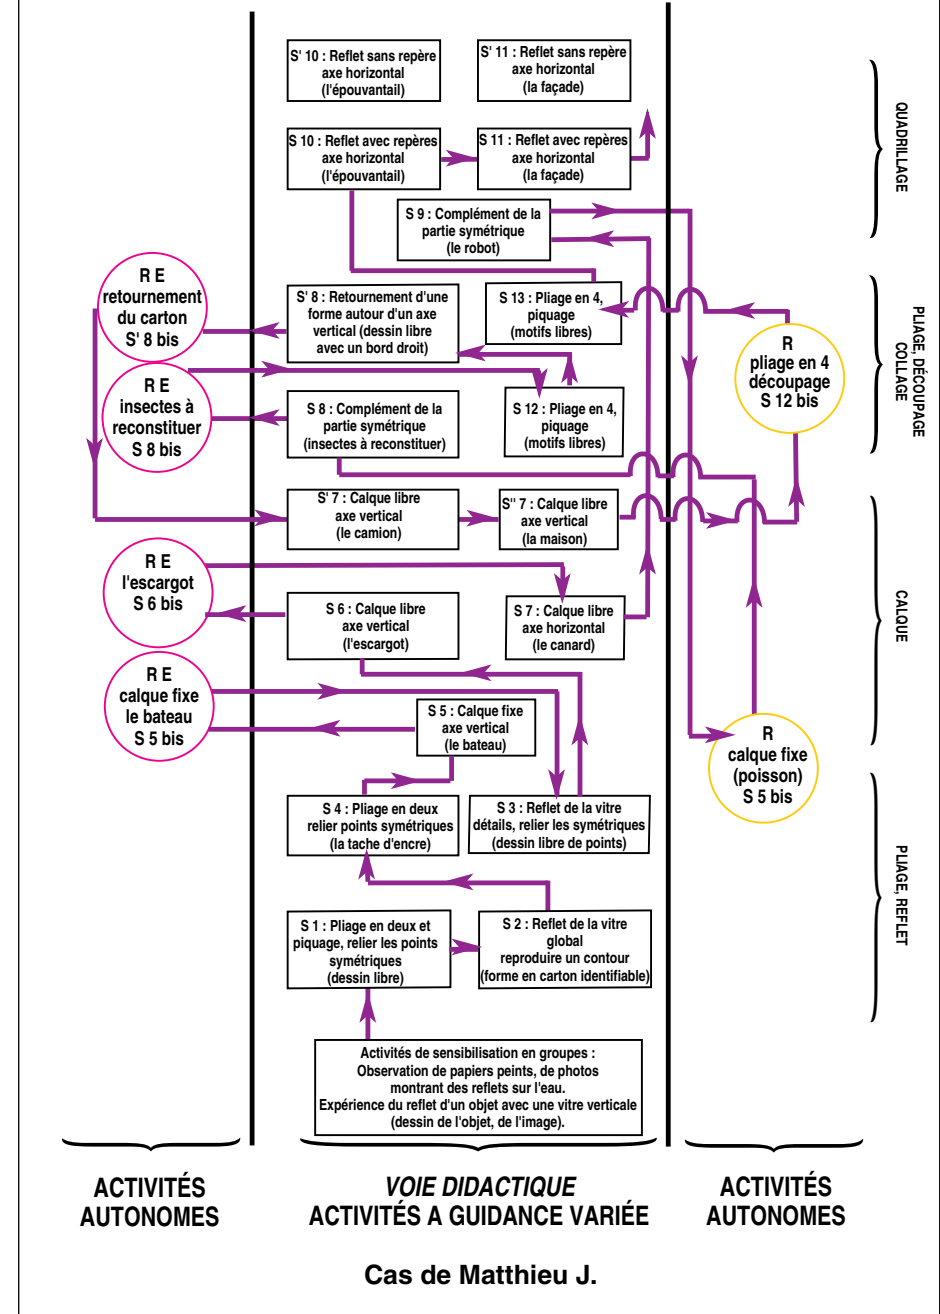 S' 10 : Reflet sans repère
axe horizontal
(l'épouvantail)
S' 11 : Reflet sans repère
axe horizontal
(la façade)
S 10 : Reflet avec repères
axe horizontal
(l'épouvantail)
S 11 : Reflet avec repères
axe horizontal
(la façade)
QUADRILLAGE
S 9 : Complément de la
partie symétrique
(le robot)
R E
retournement
du carton
S' 8 bis
S' 8 : Retournement d'une
forme autour d'un axe
vertical (dessin libre
avec un bord droit)
S 13 : Pliage en 4,
piquage
(motifs libres)
R
pliage en 4
découpage
S 12 bis
PLIAGE, DÉCOUPAGE
COLLAGE
R E
insectes à
reconstituer
S 8 bis
S 8 : Complément de la
partie symétrique
(insectes à reconstituer)
S 12 : Pliage en 4,
piquage
(motifs libres)
S' 7 : Calque libre
axe vertical
(le camion)
S'' 7 : Calque libre
axe vertical
(la maison)
R E
l'escargot
S 6 bis
S 6 : Calque libre
axe vertical
(l'escargot)
S 7 : Calque libre
axe horizontal
(le canard)
CALQUE
R E
calque fixe
le bateau
S 5 bis
S 5 : Calque fixe
axe vertical
(le bateau)
R
calque fixe
(poisson)
S 5 bis
S 4 : Pliage en deux
relier points symétriques
(la tache d'encre)
S 3 : Reflet de la vitre
détails, relier les symétriques
(dessin libre de points)
PLIAGE, REFLET
S 1 : Pliage en deux et
piquage, relier les points
symétriques
(dessin libre)
S 2 : Reflet de la vitre
global
reproduire un contour
(forme en carton identifiable)
Activités de sensibilisation en groupes :
Observation de papiers peints, de photos
montrant des reflets sur l'eau.
Expérience du reflet d'un objet avec une vitre verticale
(dessin de l'objet, de l'image).
ACTIVITÉS
AUTONOMES
VOIE DIDACTIQUE
ACTIVITÉS A GUIDANCE VARIÉE
ACTIVITÉS
AUTONOMES
Cas de Matthieu J.